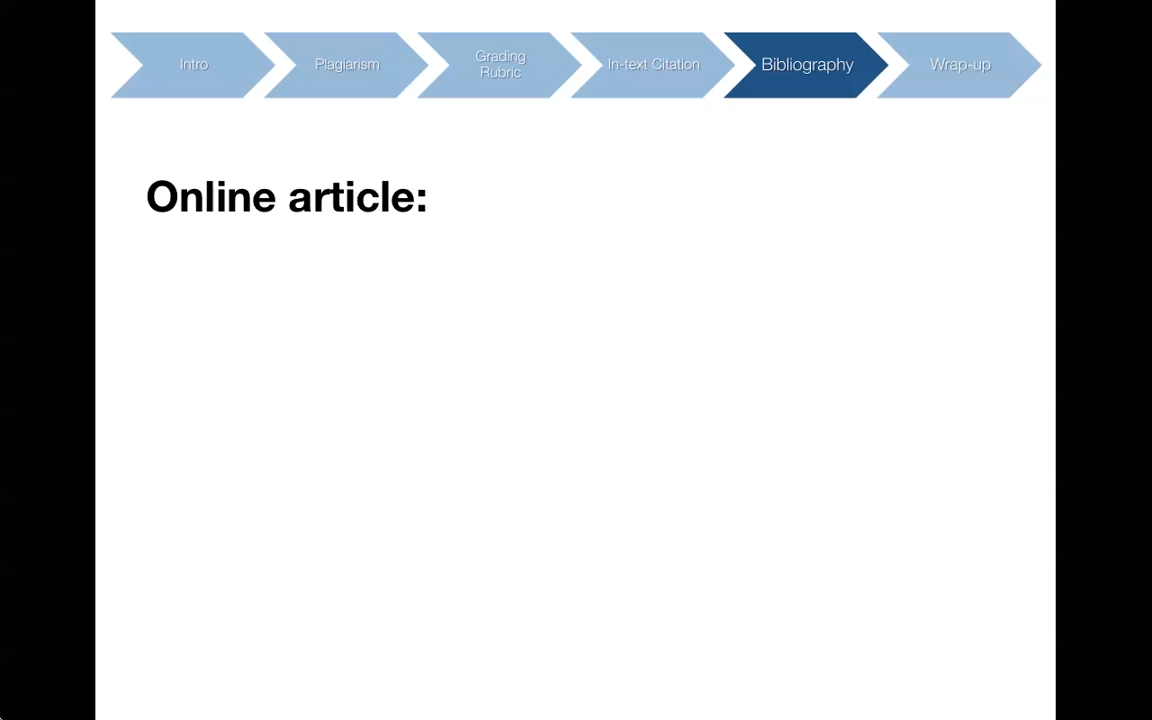 Intro
Plagiarism
Grading
Rubric
In-text Citation
Bibliography
Wrap-up
Online article: